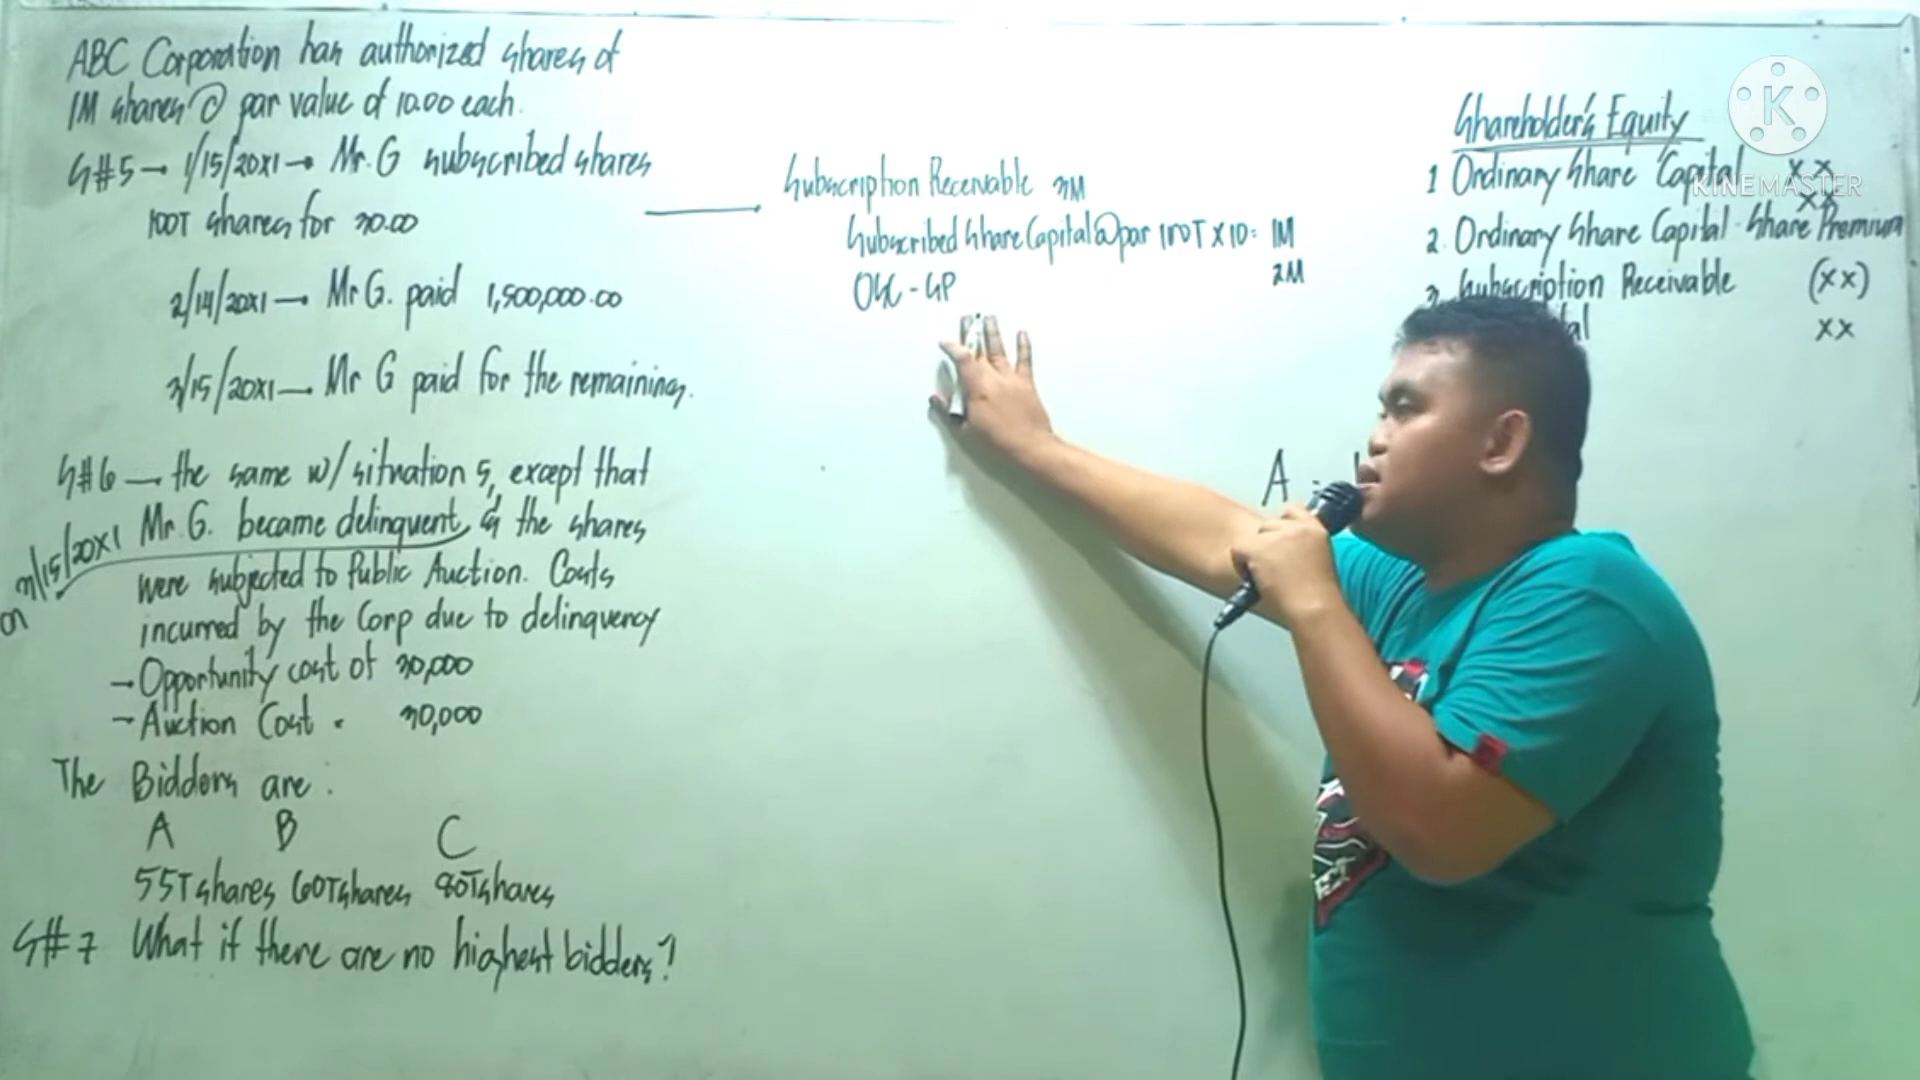 ABC Corporation has authorized shares of
1M shares @ par value of 10.00 each.
S#5 → 1/15/20X1 → Mr. G subscribed shares
100T shares for 30.00
2/14/20X1 — Mr G. paid 1,500,000.00
3/15/20X1 — Mr G paid for the remaining.
S#6 — the same w/ situation 5, except that
Mr. G. became delinquent, & the shares
on 3/15/20X1
were subjected to Public Auction. Costs
incurred by the Corp due to delinquency
→ Opportunity cost of 30,000
→ Auction Cost • 30,000
The Bidders are :
A B C
55T shares 60T shares 80T shares
S#7 What if there are no highest bidders?
Subscription Receivable 3M
Subscribed Share Capital @ par 100T X 10 = 1M
OSC - SP 2M
Shareholder's Equity
1 Ordinary Share Capital XX
XX
2. Ordinary Share Capital - Share Premium
3 Subscription Receivable (XX)
XX
A
K
KINEMASTER